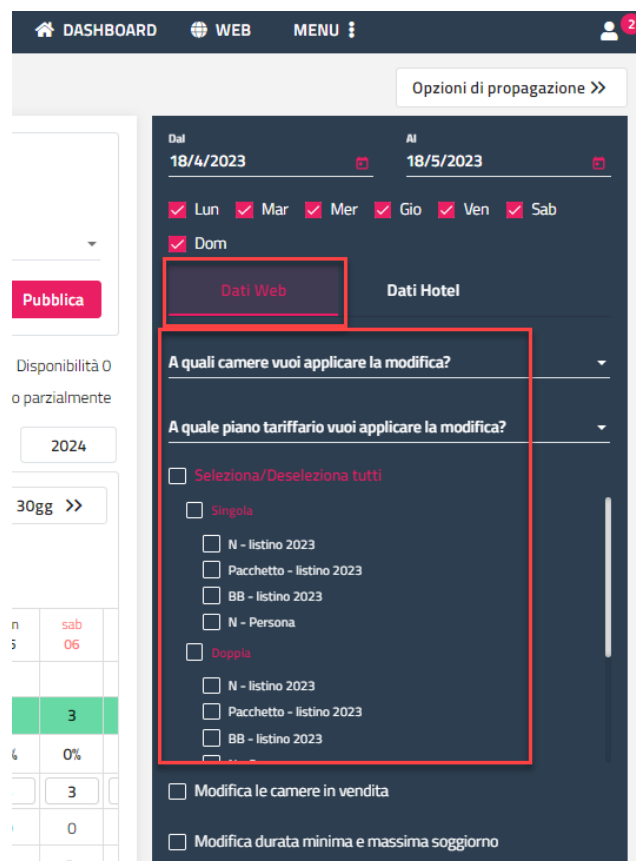 DASHBOARD WEB MENU 2
Opzioni di propagazione >>
Dal Al
18/4/2023 18/5/2023
Lun Mar Mer Gio Ven Sab
Dom
Dati Web Dati Hotel
Pubblica
A quali camere vuoi applicare la modifica?
Disponibilità 0
o parzialmente
A quale piano tariffario vuoi applicare la modifica?
2024
Seleziona/Deseleziona tutti
30gg >>
Singola
N - listino 2023
Pacchetto - listino 2023
BB - listino 2023
N - Persona
n sab
06
Doppia
N - listino 2023
Pacchetto - listino 2023
3
BB - listino 2023
% 0%
3
Modifica le camere in vendita
0
Modifica durata minima e massima soggiorno